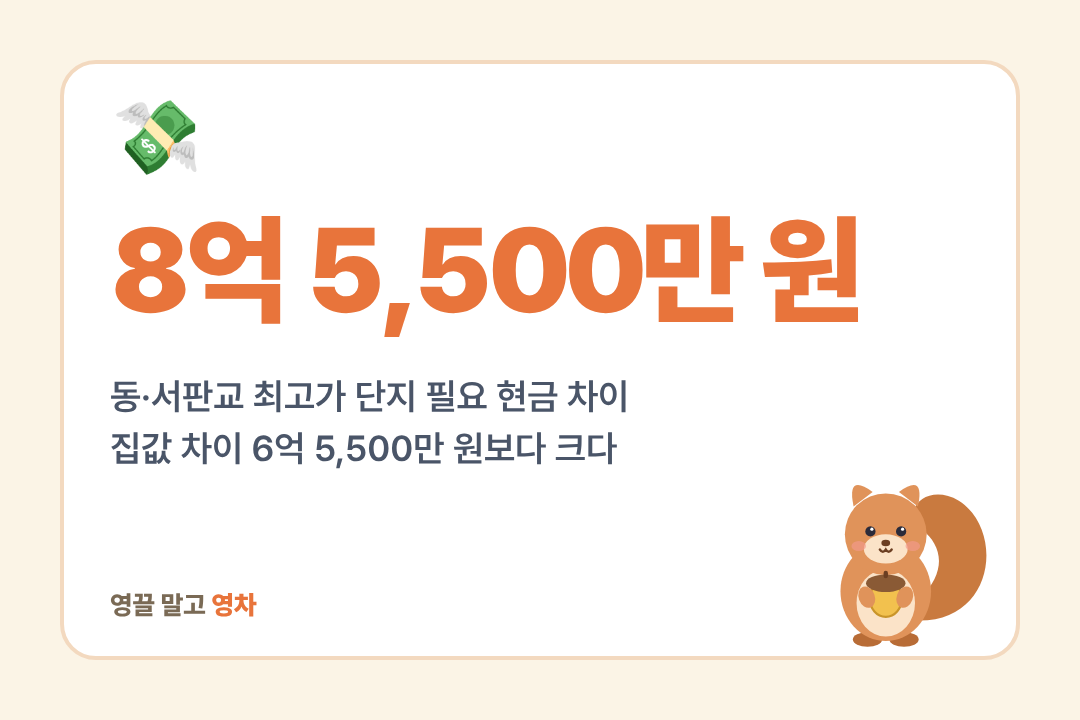 8억 5,500만 원
동·서판교 최고가 단지 필요 현금 차이
집값 차이 6억 5,500만 원보다 크다
영끌 말고 영차